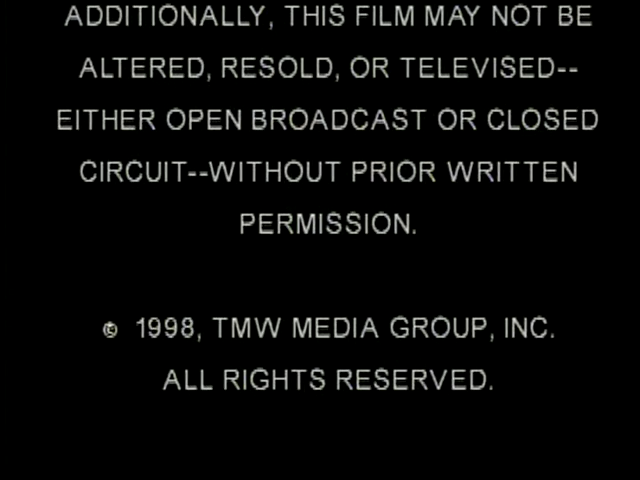 ADDITIONALLY, THIS FILM MAY NOT BE
ALTERED, RESOLD, OR TELEVISED--
EITHER OPEN BROADCAST OR CLOSED
CIRCUIT--WITHOUT PRIOR WRITTEN
PERMISSION.
© 1998, TMW MEDIA GROUP, INC.
ALL RIGHTS RESERVED.